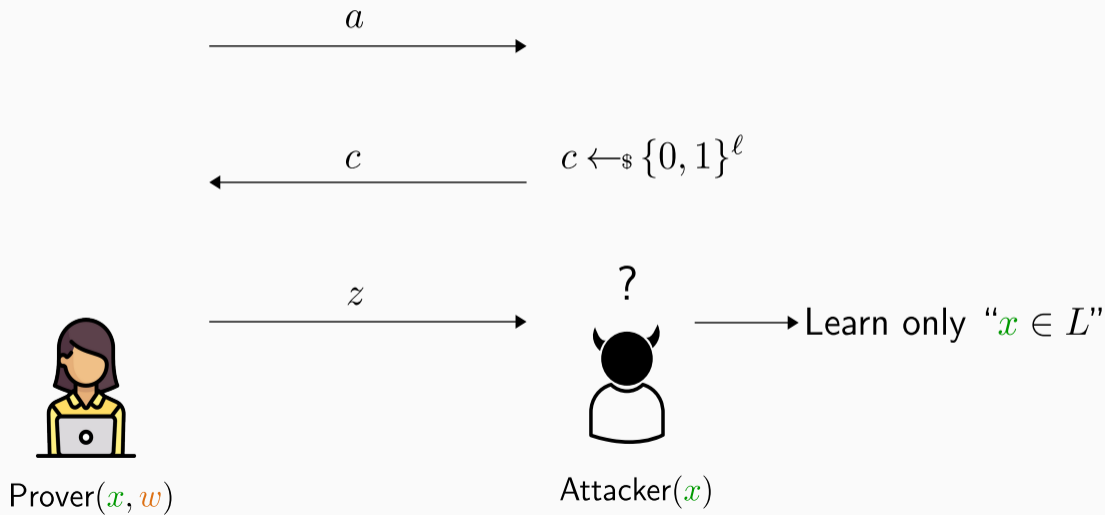 a
c
c ←$ {0, 1}^ℓ
z
?
Learn only “x ∈ L”
Prover(x, w)
Attacker(x)